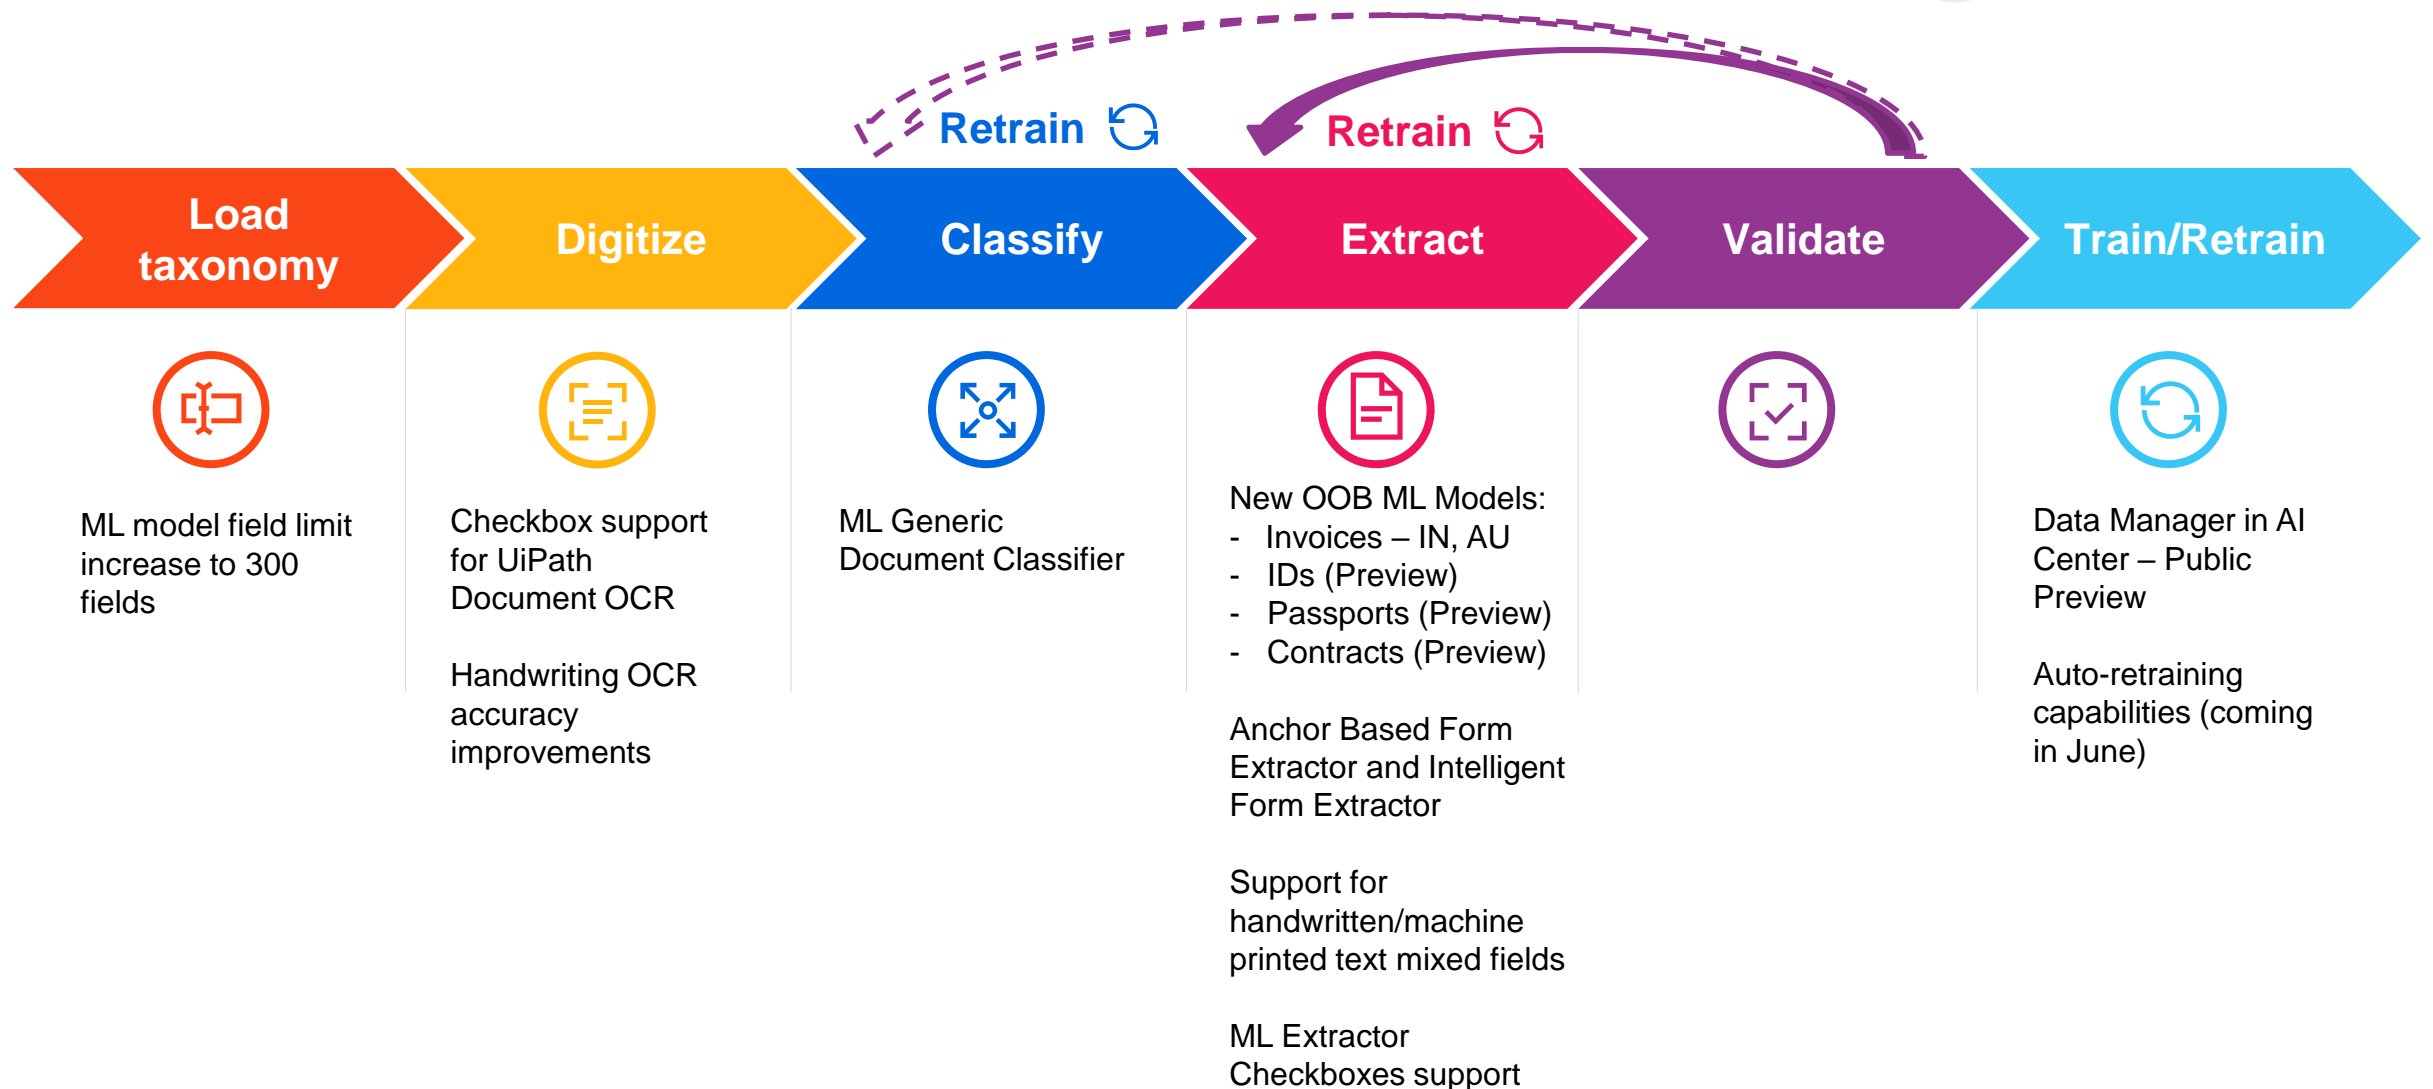 Retrain
Retrain
Load
taxonomy
Digitize
Classify
Extract
Validate
Train/Retrain
ML model field limit
increase to 300
fields
Checkbox support
for UiPath
Document OCR
Handwriting OCR
accuracy
improvements
ML Generic
Document Classifier
New OOB ML Models:
- Invoices – IN, AU
- IDs (Preview)
- Passports (Preview)
- Contracts (Preview)
Anchor Based Form
Extractor and Intelligent
Form Extractor
Support for
handwritten/machine
printed text mixed fields
ML Extractor
Checkboxes support
Data Manager in AI
Center – Public
Preview
Auto-retraining
capabilities (coming
in June)